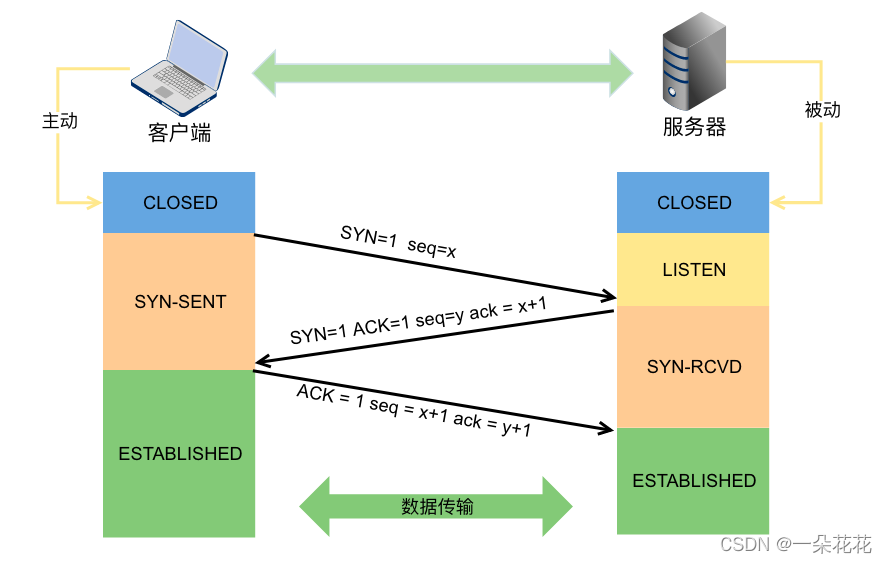 主动
客户端
服务器
被动
CLOSED
CLOSED
SYN=1 seq=x
LISTEN
SYN-SENT
SYN=1 ACK=1 seq=y ack = x+1
SYN-RCVD
ACK = 1 seq = x+1 ack = y+1
ESTABLISHED
ESTABLISHED
数据传输
CSDN @一朵花花